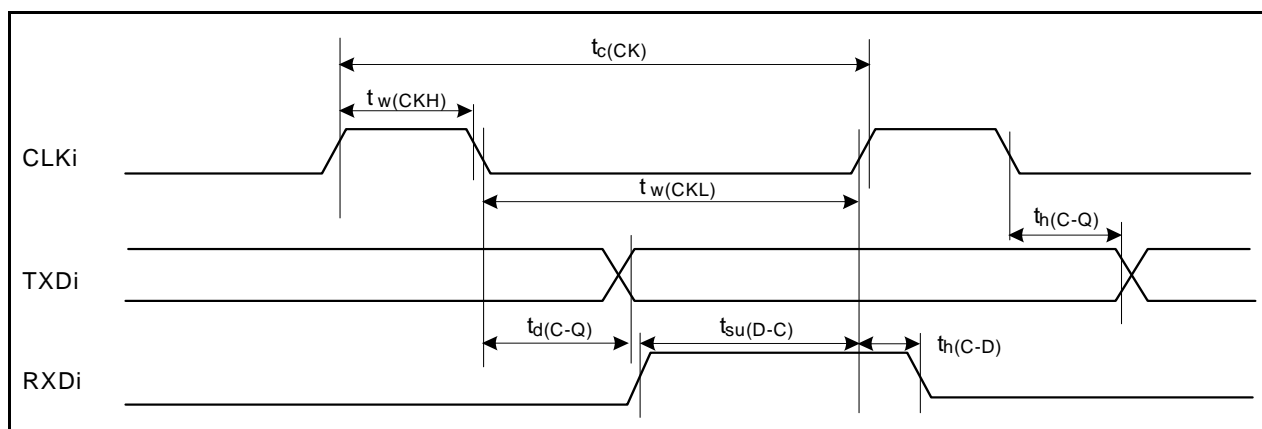 tc(CK)
tw(CKH)
CLKi
tw(CKL)
th(C-Q)
TXDi
td(C-Q)
tsu(D-C)
th(C-D)
RXDi